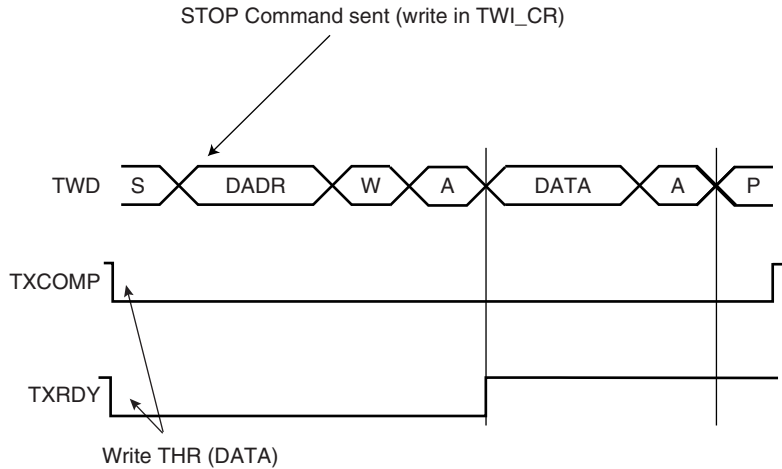 STOP Command sent (write in TWI_CR)
TWD S DADR W A DATA A P
TXCOMP
TXRDY
Write THR (DATA)